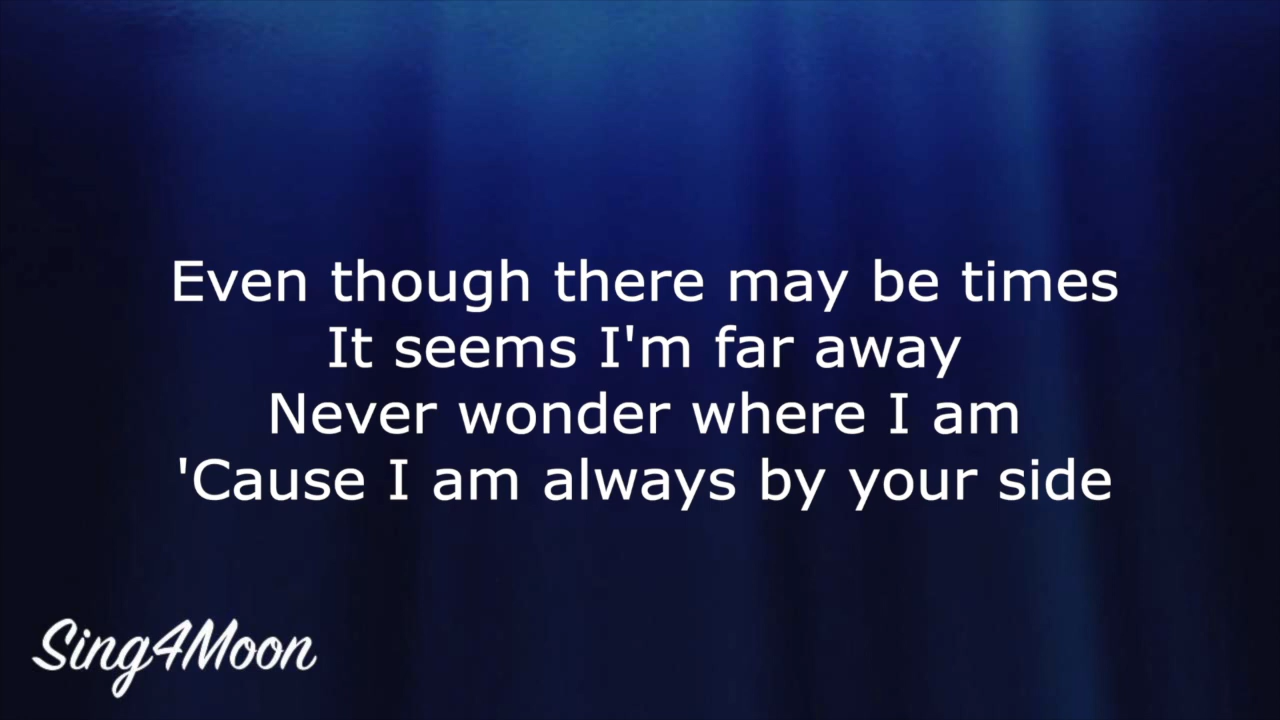 Even though there may be times
It seems I'm far away
Never wonder where I am
'Cause I am always by your side
Sing4Moon